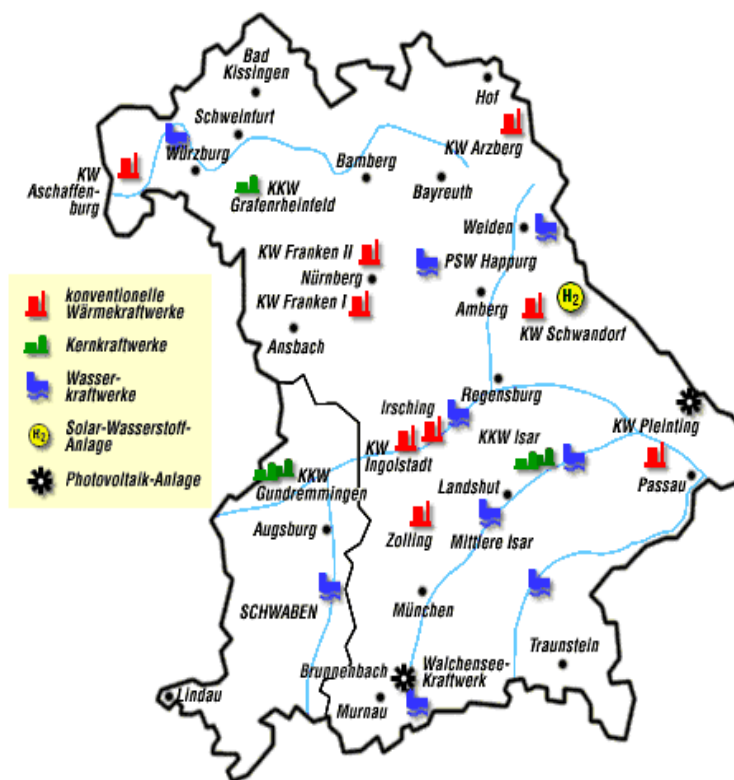 Bad
Kissingen
Hof
Schweinfurt
KW Arzberg
Würzburg
KW
Aschaffen-
burg
Bamberg
Bayreuth
KKW
Grafenrheinfeld
Weiden
KW Franken II
PSW Happurg
Nürnberg
KW Franken I
Amberg
H2
KW Schwandorf
Ansbach
konventionelle
Wärmekraftwerke
Kernkraftwerke
Wasser-
kraftwerke
H2
Solar-Wasserstoff-
Anlage
Photovoltalk-Anlage
Regensburg
Irsching
KW
Ingolstadt
KKW Isar
KW Pleinting
Passau
KKW
Gundremmingen
Landshut
Augsburg
Zolling
Mittlere Isar
SCHWABEN
München
Traunstein
Brunnenbach
Walchensee-
Kraftwerk
Lindau
Murnau